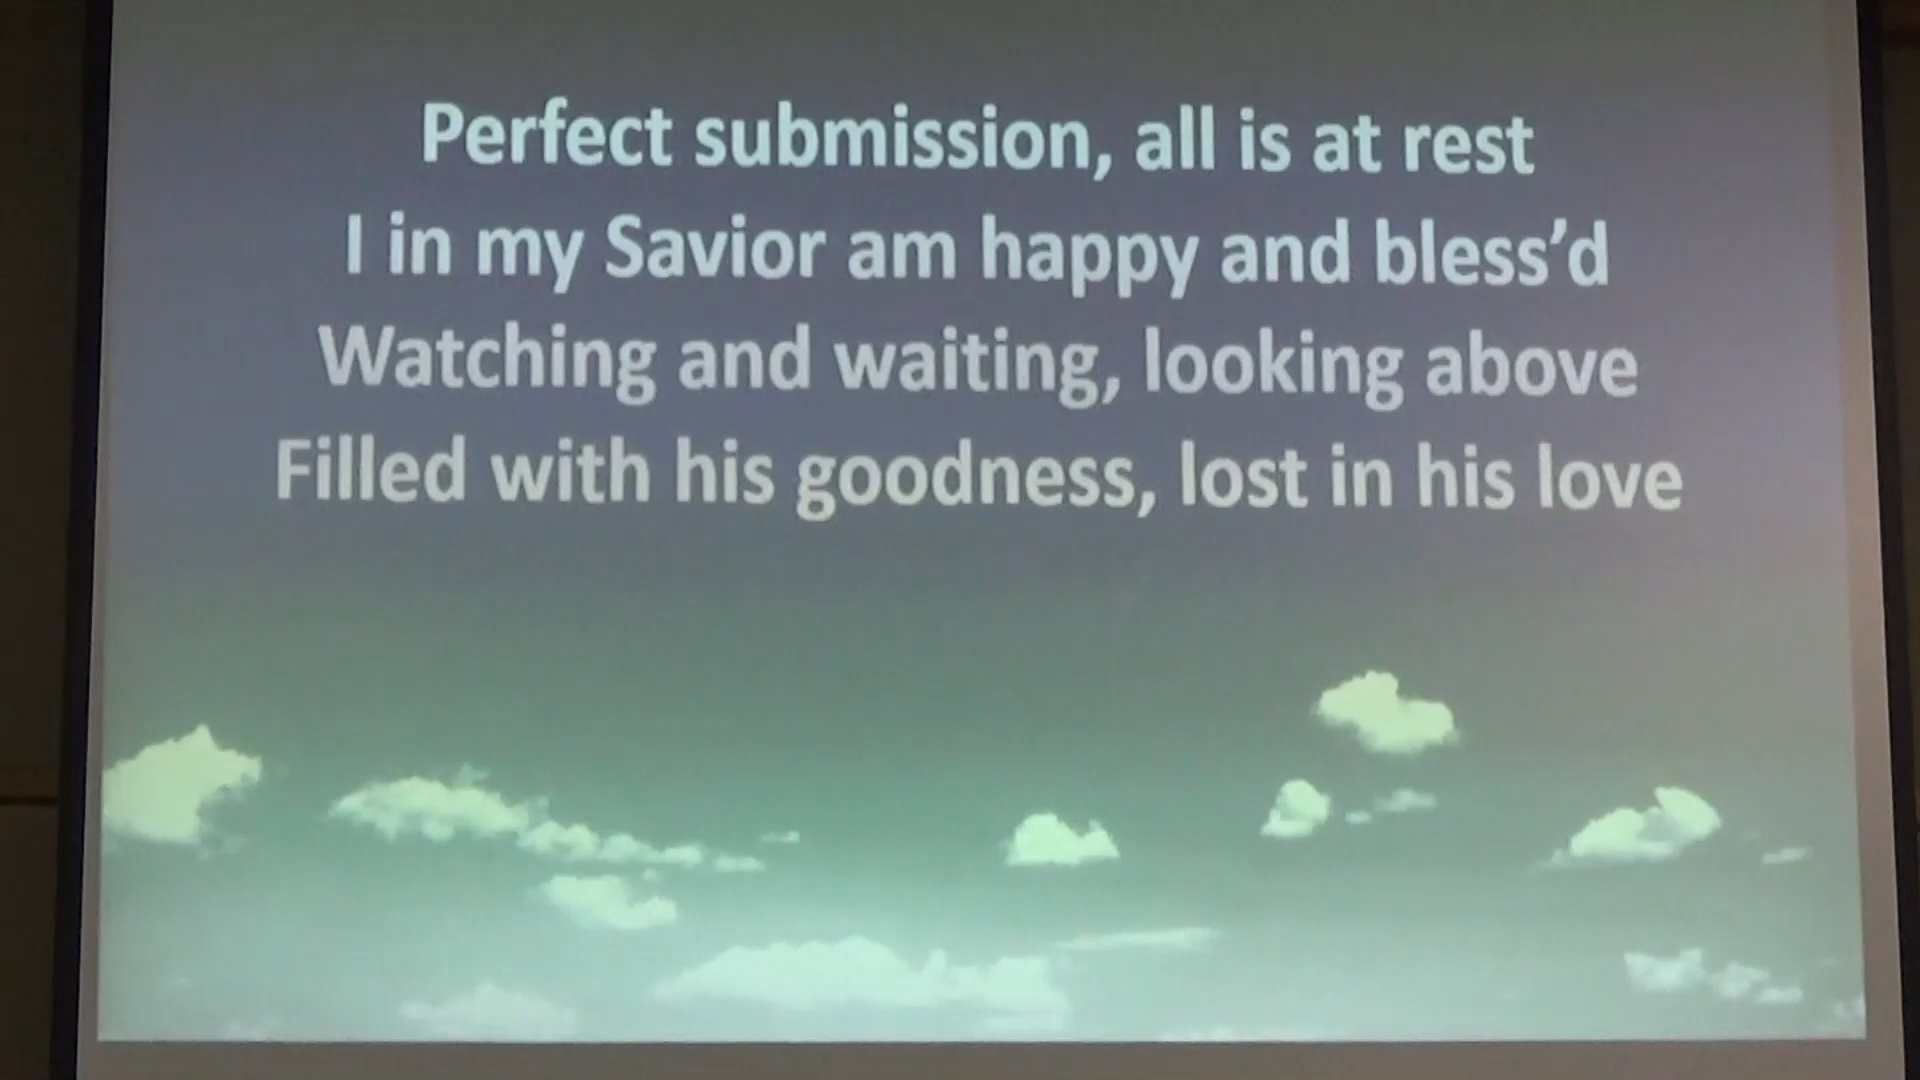 Perfect submission, all is at rest
I in my Savior am happy and bless’d
Watching and waiting, looking above
Filled with his goodness, lost in his love